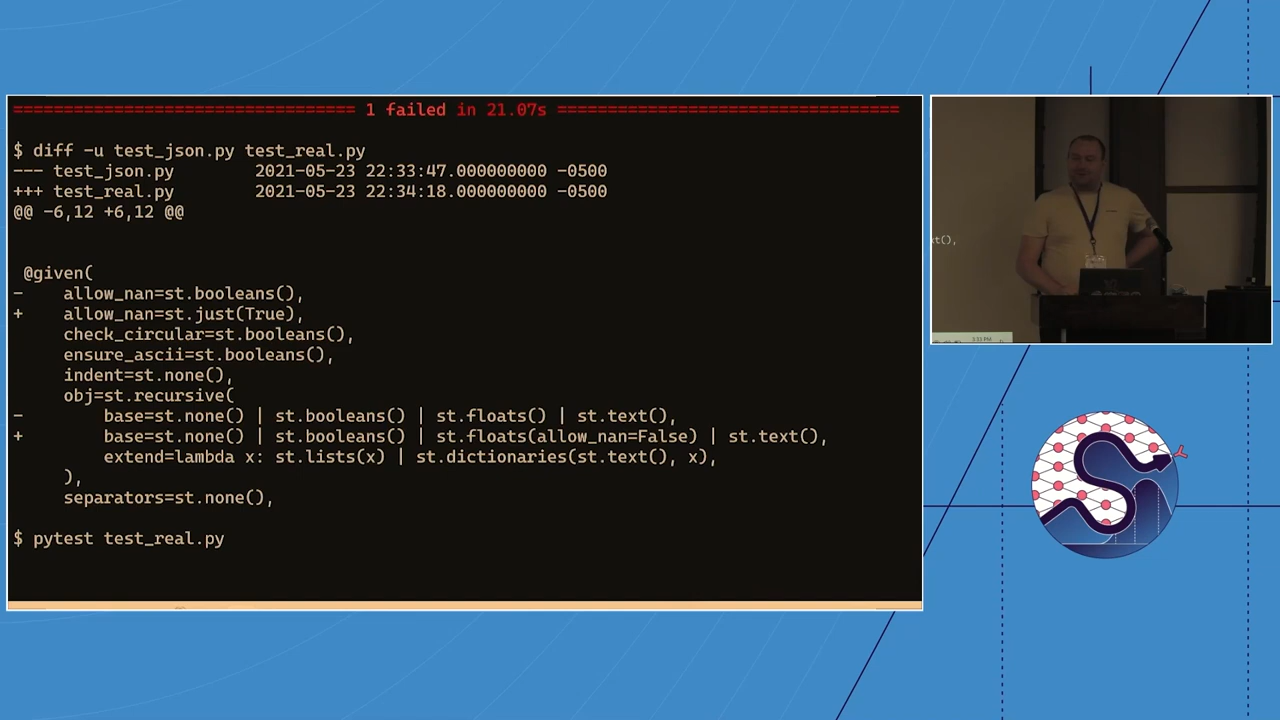 ================================== 1 failed in 21.07s ==================================
$ diff -u test_json.py test_real.py
--- test_json.py        2021-05-23 22:33:47.000000000 -0500
+++ test_real.py        2021-05-23 22:34:18.000000000 -0500
@@ -6,12 +6,12 @@
 @given(
-    allow_nan=st.booleans(),
+    allow_nan=st.just(True),
     check_circular=st.booleans(),
     ensure_ascii=st.booleans(),
     indent=st.none(),
     obj=st.recursive(
-        base=st.none() | st.booleans() | st.floats() | st.text(),
+        base=st.none() | st.booleans() | st.floats(allow_nan=False) | st.text(),
         extend=lambda x: st.lists(x) | st.dictionaries(st.text(), x),
     ),
     separators=st.none(),
$ pytest test_real.py
xt(),